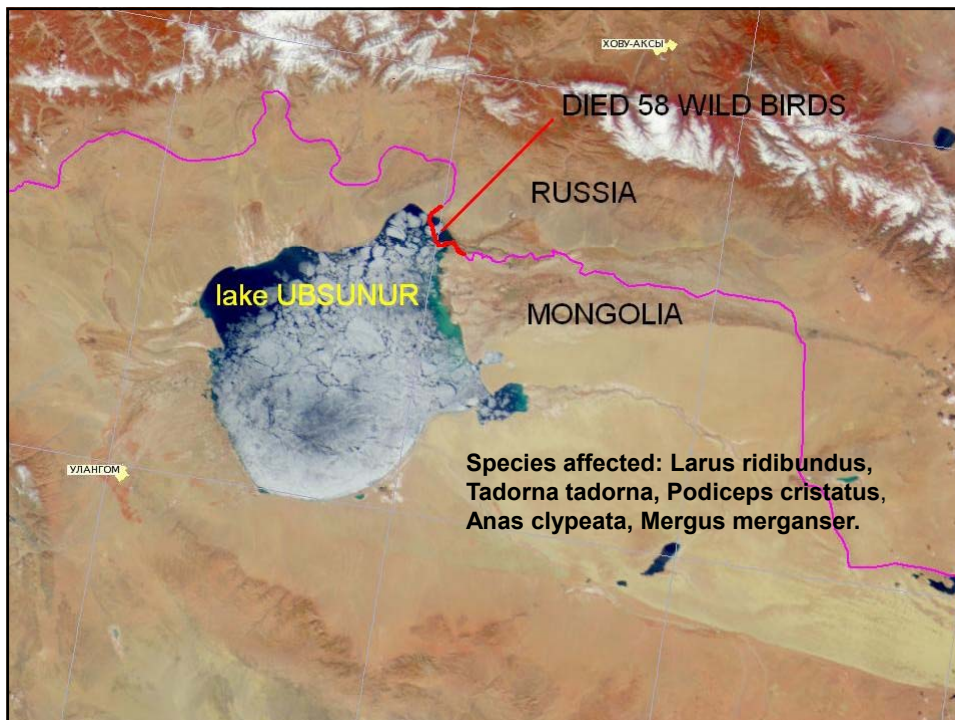 ХОВУ-АКСЫ
DIED 58 WILD BIRDS
RUSSIA
lake UBSUNUR
MONGOLIA
УЛАНГОМ
Species affected: Larus ridibundus,
Tadorna tadorna, Podiceps cristatus,
Anas clypeata, Mergus merganser.